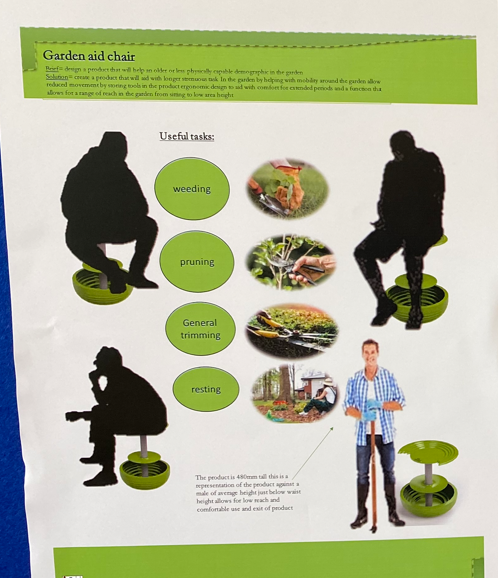 Garden aid chair
Brief= design a product that will help an older or less physically capable demographic in the garden
Solution= create a product that will aid with longer strenuous task. In the garden by helping with mobility around the garden allow
reduced movement by storing tools in the product ergonomic design to aid with comfort for extended periods and a function that
allows for a range of reach in the garden from sitting to low area height
Useful tasks:
weeding
pruning
General
trimming
resting
The product is 480mm tall this is a
representation of the product against a
male of average height just below waist
height allows for low reach and
comfortable use and exit of product